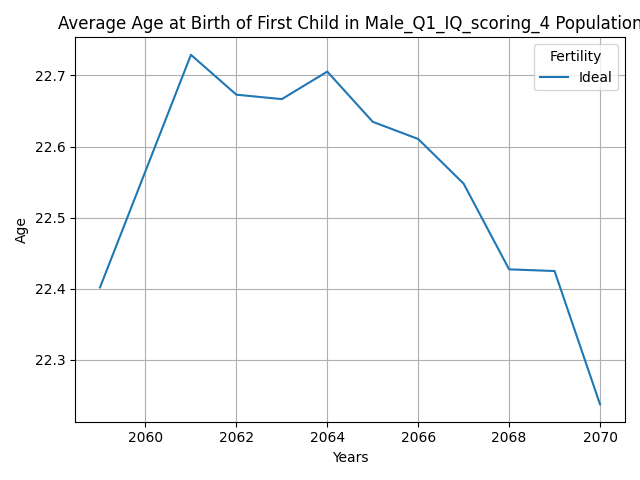 Average Age at Birth of First Child in Male_Q1_IQ_scoring_4 Population
Fertility
Ideal
22.7
22.6
22.5
22.4
22.3
Age
2060 2062 2064 2066 2068 2070
Years